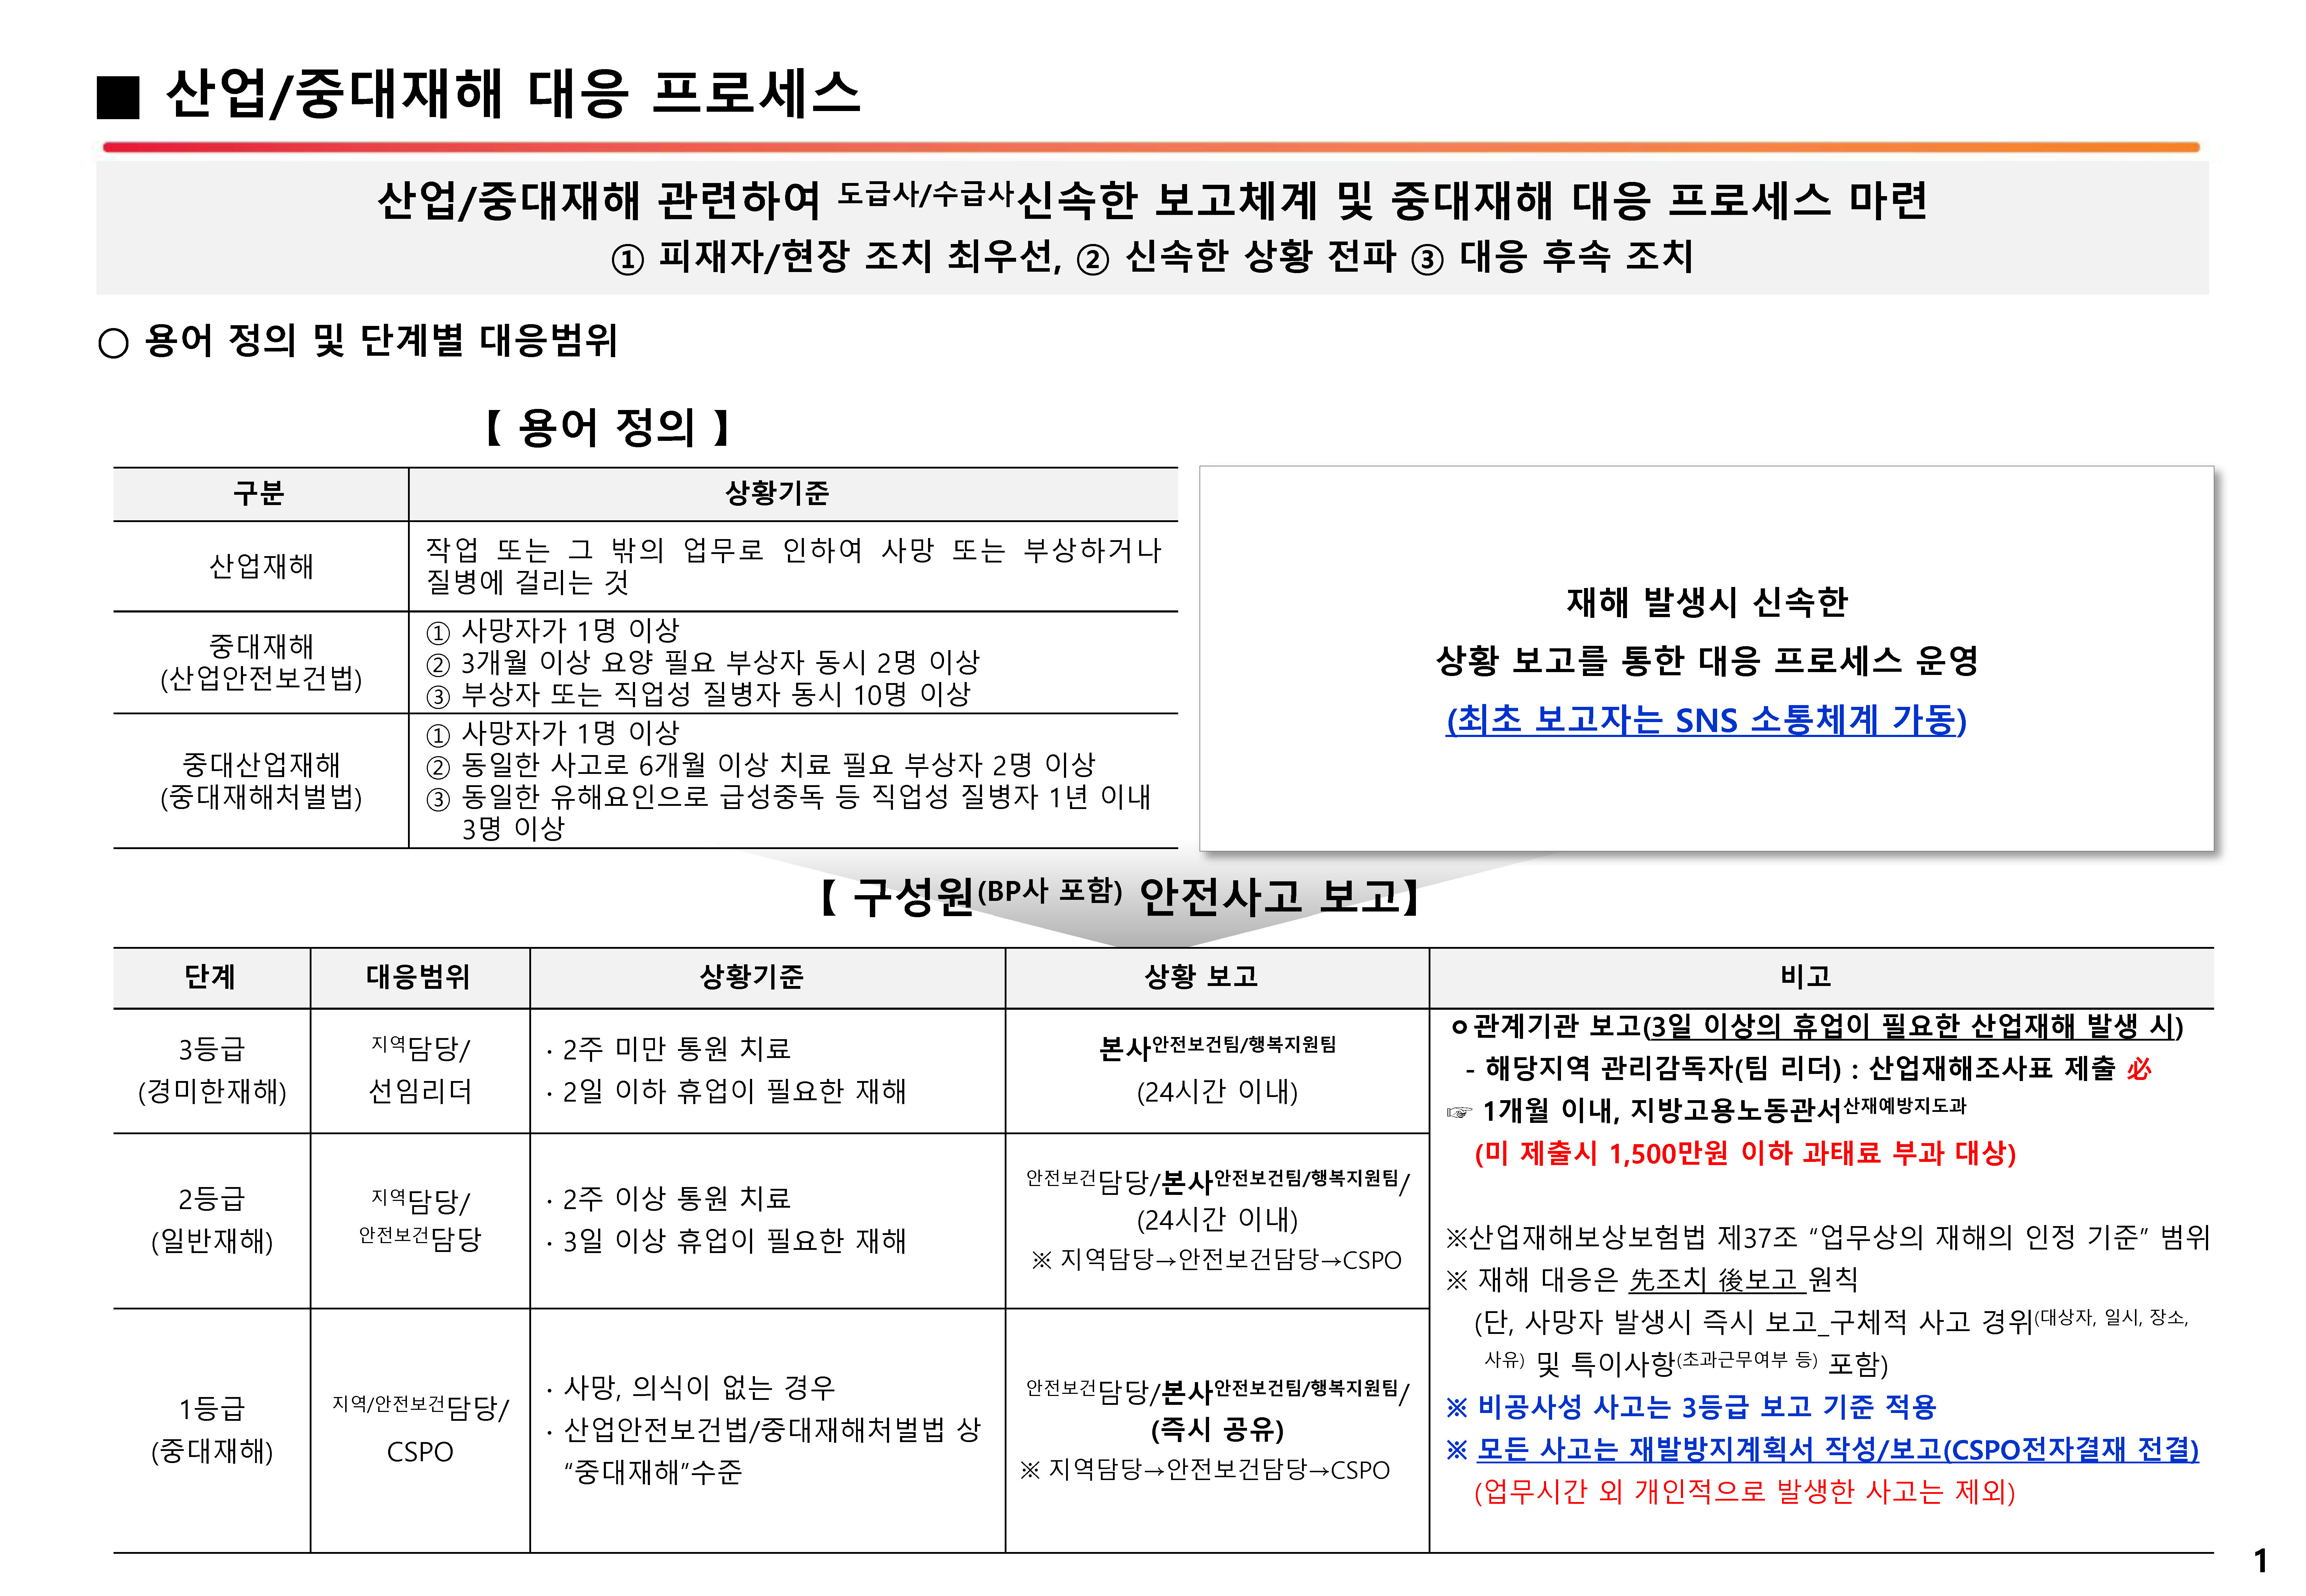 ■ 산업/중대재해 대응 프로세스
산업/중대재해 관련하여 도급사/수급사신속한 보고체계 및 중대재해 대응 프로세스 마련
① 피재자/현장 조치 최우선, ② 신속한 상황 전파 ③ 대응 후속 조치
○ 용어 정의 및 단계별 대응범위
【 용어 정의 】
구분
상황기준
산업재해
작업 또는 그 밖의 업무로 인하여 사망 또는 부상하거나
질병에 걸리는 것
중대재해
(산업안전보건법)
① 사망자가 1명 이상
② 3개월 이상 요양 필요 부상자 동시 2명 이상
③ 부상자 또는 직업성 질병자 동시 10명 이상
중대산업재해
(중대재해처벌법)
① 사망자가 1명 이상
② 동일한 사고로 6개월 이상 치료 필요 부상자 2명 이상
③ 동일한 유해요인으로 급성중독 등 직업성 질병자 1년 이내
3명 이상
재해 발생시 신속한
상황 보고를 통한 대응 프로세스 운영
(최초 보고자는 SNS 소통체계 가동)
【 구성원(BP사 포함) 안전사고 보고】
단계
대응범위
상황기준
상황 보고
비고
3등급
(경미한재해)
지역담당/
선임리더
· 2주 미만 통원 치료
· 2일 이하 휴업이 필요한 재해
본사안전보건팀/행복지원팀
(24시간 이내)
2등급
(일반재해)
지역담당/
안전보건담당
· 2주 이상 통원 치료
· 3일 이상 휴업이 필요한 재해
안전보건담당/본사안전보건팀/행복지원팀/
(24시간 이내)
※ 지역담당→안전보건담당→CSPO
1등급
(중대재해)
지역/안전보건담당/
CSPO
· 사망, 의식이 없는 경우
· 산업안전보건법/중대재해처벌법 상
“중대재해”수준
안전보건담당/본사안전보건팀/행복지원팀/
(즉시 공유)
※ 지역담당→안전보건담당→CSPO
ㅇ관계기관 보고(3일 이상의 휴업이 필요한 산업재해 발생 시)
- 해당지역 관리감독자(팀 리더) : 산업재해조사표 제출 必
☞ 1개월 이내, 지방고용노동관서산재예방지도과
(미 제출시 1,500만원 이하 과태료 부과 대상)
※산업재해보상보험법 제37조 “업무상의 재해의 인정 기준” 범위
※ 재해 대응은 先조치 後보고 원칙
(단, 사망자 발생시 즉시 보고_구체적 사고 경위(대상자, 일시, 장소,
사유) 및 특이사항(초과근무여부 등) 포함)
※ 비공사성 사고는 3등급 보고 기준 적용
※ 모든 사고는 재발방지계획서 작성/보고(CSPO전자결재 전결)
(업무시간 외 개인적으로 발생한 사고는 제외)
1